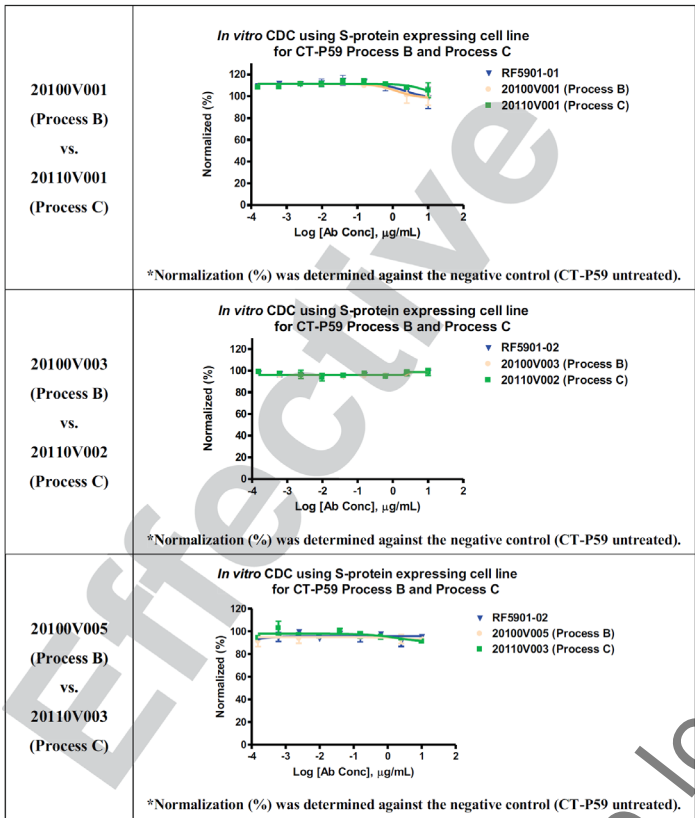 20100V001
(Process B)
vs.
20110V001
(Process C)
In vitro CDC using S-protein expressing cell line
for CT-P59 Process B and Process C
Normalized (%)
120
100
80
60
40
20
0
-4 -3 -2 -1 0 1 2
Log [Ab Conc], μg/mL)
RF5901-01
20100V001 (Process B)
20110V001 (Process C)
*Normalization (%) was determined against the negative control (CT-P59 untreated).
20100V003
(Process B)
vs.
20110V002
(Process C)
In vitro CDC using S-protein expressing cell line
for CT-P59 Process B and Process C
Normalized (%)
120
100
80
60
40
20
0
-4 -3 -2 -1 0 1 2
Log [Ab Conc], μg/mL)
RF5901-02
20100V003 (Process B)
20110V002 (Process C)
*Normalization (%) was determined against the negative control (CT-P59 untreated).
20100V005
(Process B)
vs.
20110V003
(Process C)
In vitro CDC using S-protein expressing cell line
for CT-P59 Process B and Process C
Normalized (%)
120
100
80
60
40
20
0
-4 -3 -2 -1 0 1 2
Log [Ab Conc], μg/mL)
RF5901-02
20100V005 (Process B)
20110V003 (Process C)
*Normalization (%) was determined against the negative control (CT-P59 untreated).
Effective